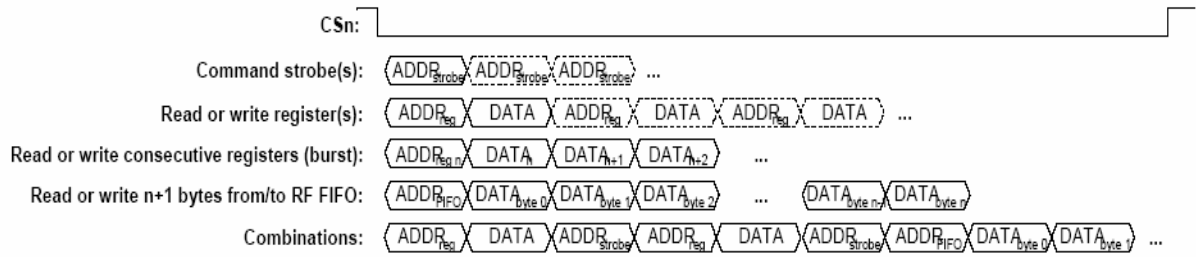 CSn:
Command strobe(s): ADDRstrobe ADDRstrobe ADDRstrobe ...
Read or write register(s): ADDRreg DATA ADDRreg DATA ADDRreg DATA ...
Read or write consecutive registers (burst): ADDRreg n DATAn DATAn+1 DATAn+2 ...
Read or write n+1 bytes from/to RF FIFO: ADDRFIFO DATAbyte 0 DATAbyte 1 DATAbyte 2 ... DATAbyte n-1 DATAbyte n
Combinations: ADDRreg DATA ADDRstrobe ADDRreg DATA ADDRstrobe ADDRFIFO DATAbyte 0 DATAbyte 1 ...